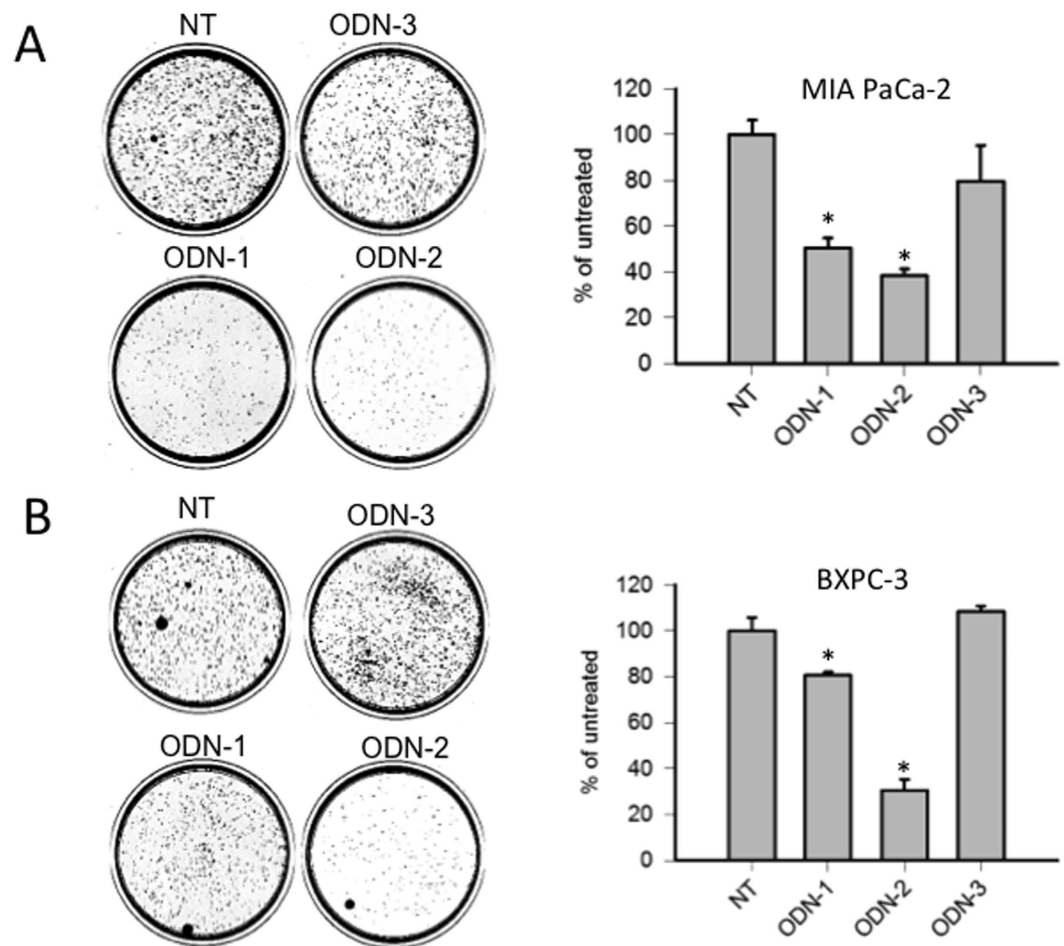 A
NT
ODN-3
ODN-1
ODN-2
MIA PaCa-2
% of untreated
120
100
80
60
40
20
0
NT
ODN-1
*
ODN-2
*
ODN-3
B
NT
ODN-3
ODN-1
ODN-2
BXPC-3
% of untreated
120
100
80
60
40
20
0
NT
ODN-1
*
ODN-2
*
ODN-3